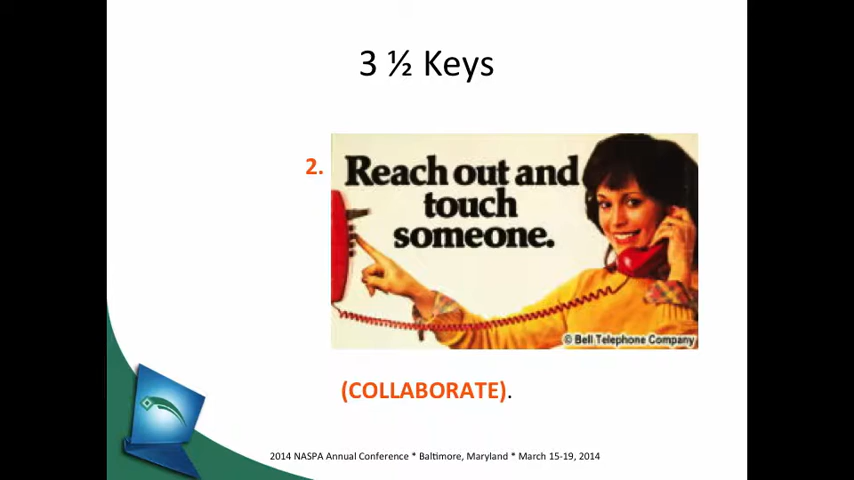 3 ½ Keys
2.
Reach out and
touch
someone.
© Bell Telephone Company
(COLLABORATE).
2014 NASPA Annual Conference * Baltimore, Maryland * March 15-19, 2014